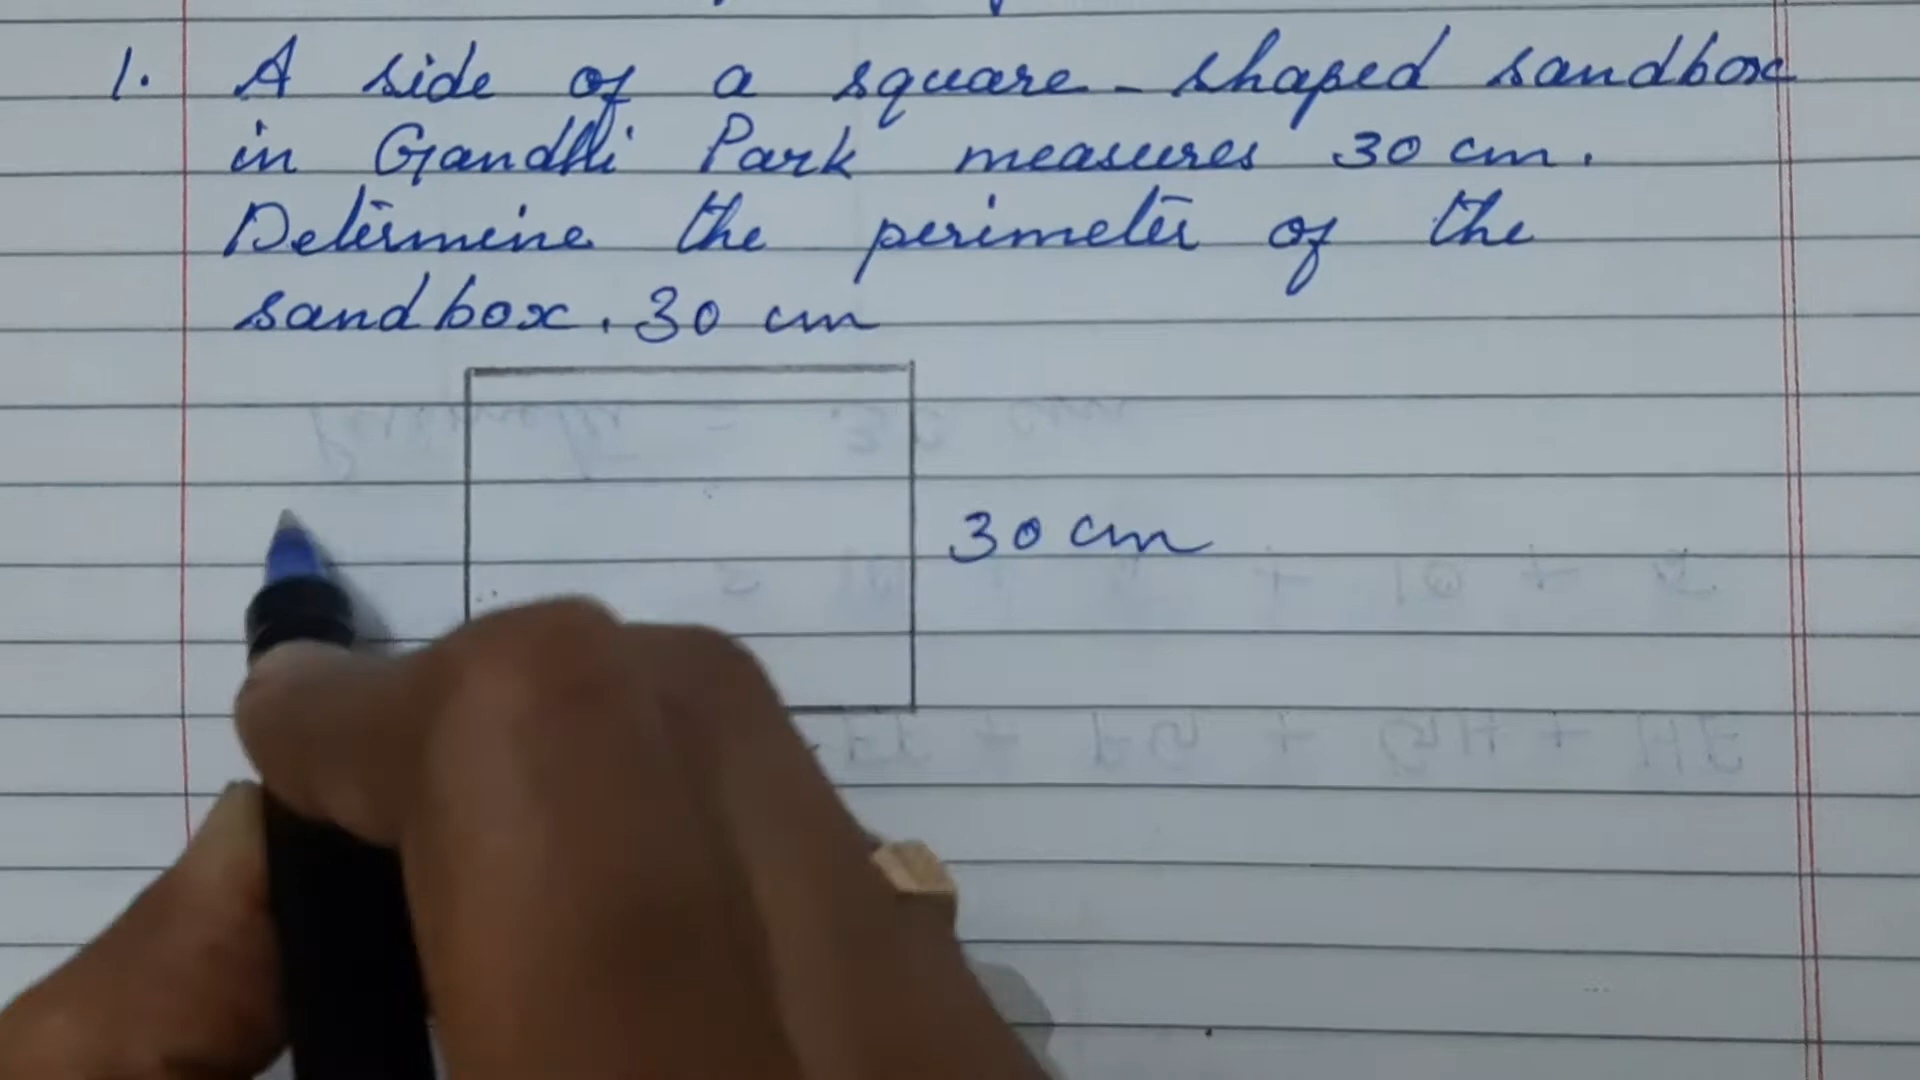 1. A side of a square-shaped sandbox
in Gandhi Park measures 30 cm.
Determine the perimeter of the
sandbox. 30 cm
30 cm